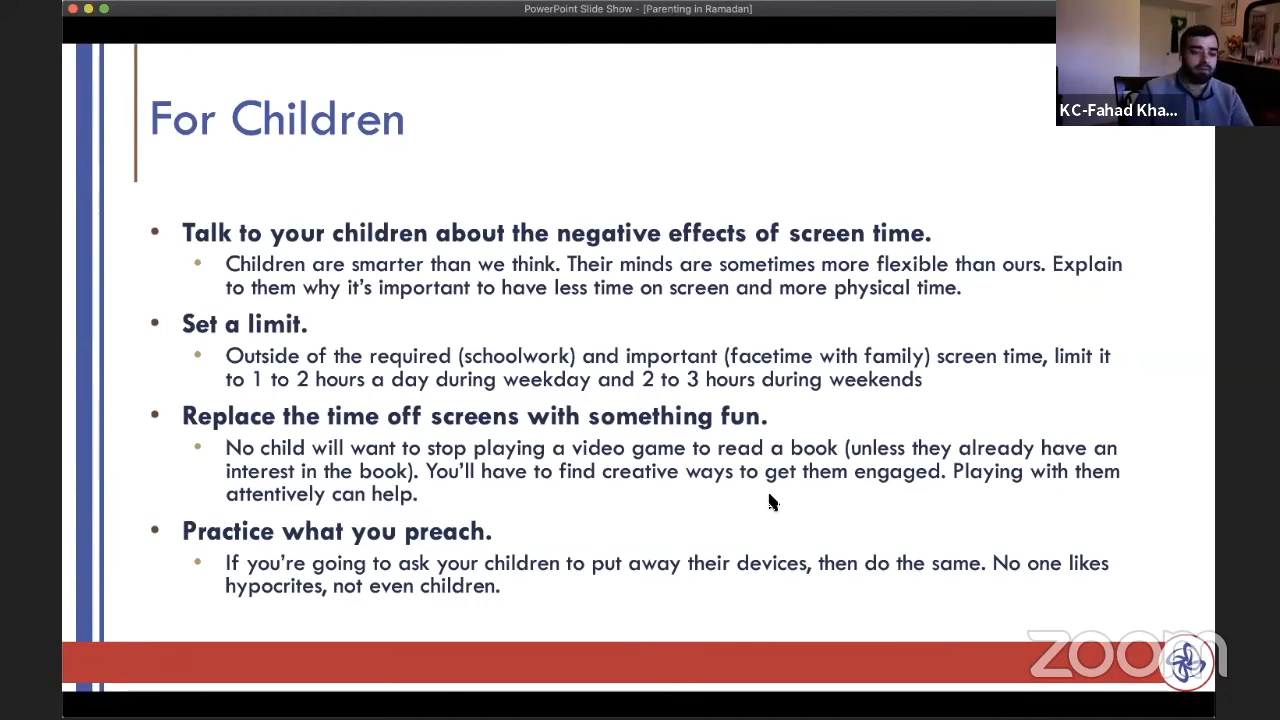 PowerPoint Slide Show - [Parenting in Ramadan]
KC-Fahad Kha...
For Children
• Talk to your children about the negative effects of screen time.
• Children are smarter than we think. Their minds are sometimes more flexible than ours. Explain
to them why it's important to have less time on screen and more physical time.
• Set a limit.
• Outside of the required (schoolwork) and important (facetime with family) screen time, limit it
to 1 to 2 hours a day during weekday and 2 to 3 hours during weekends
• Replace the time off screens with something fun.
• No child will want to stop playing a video game to read a book (unless they already have an
interest in the book). You'll have to find creative ways to get them engaged. Playing with them
attentively can help.
• Practice what you preach.
• If you're going to ask your children to put away their devices, then do the same. No one likes
hypocrites, not even children.
zoom